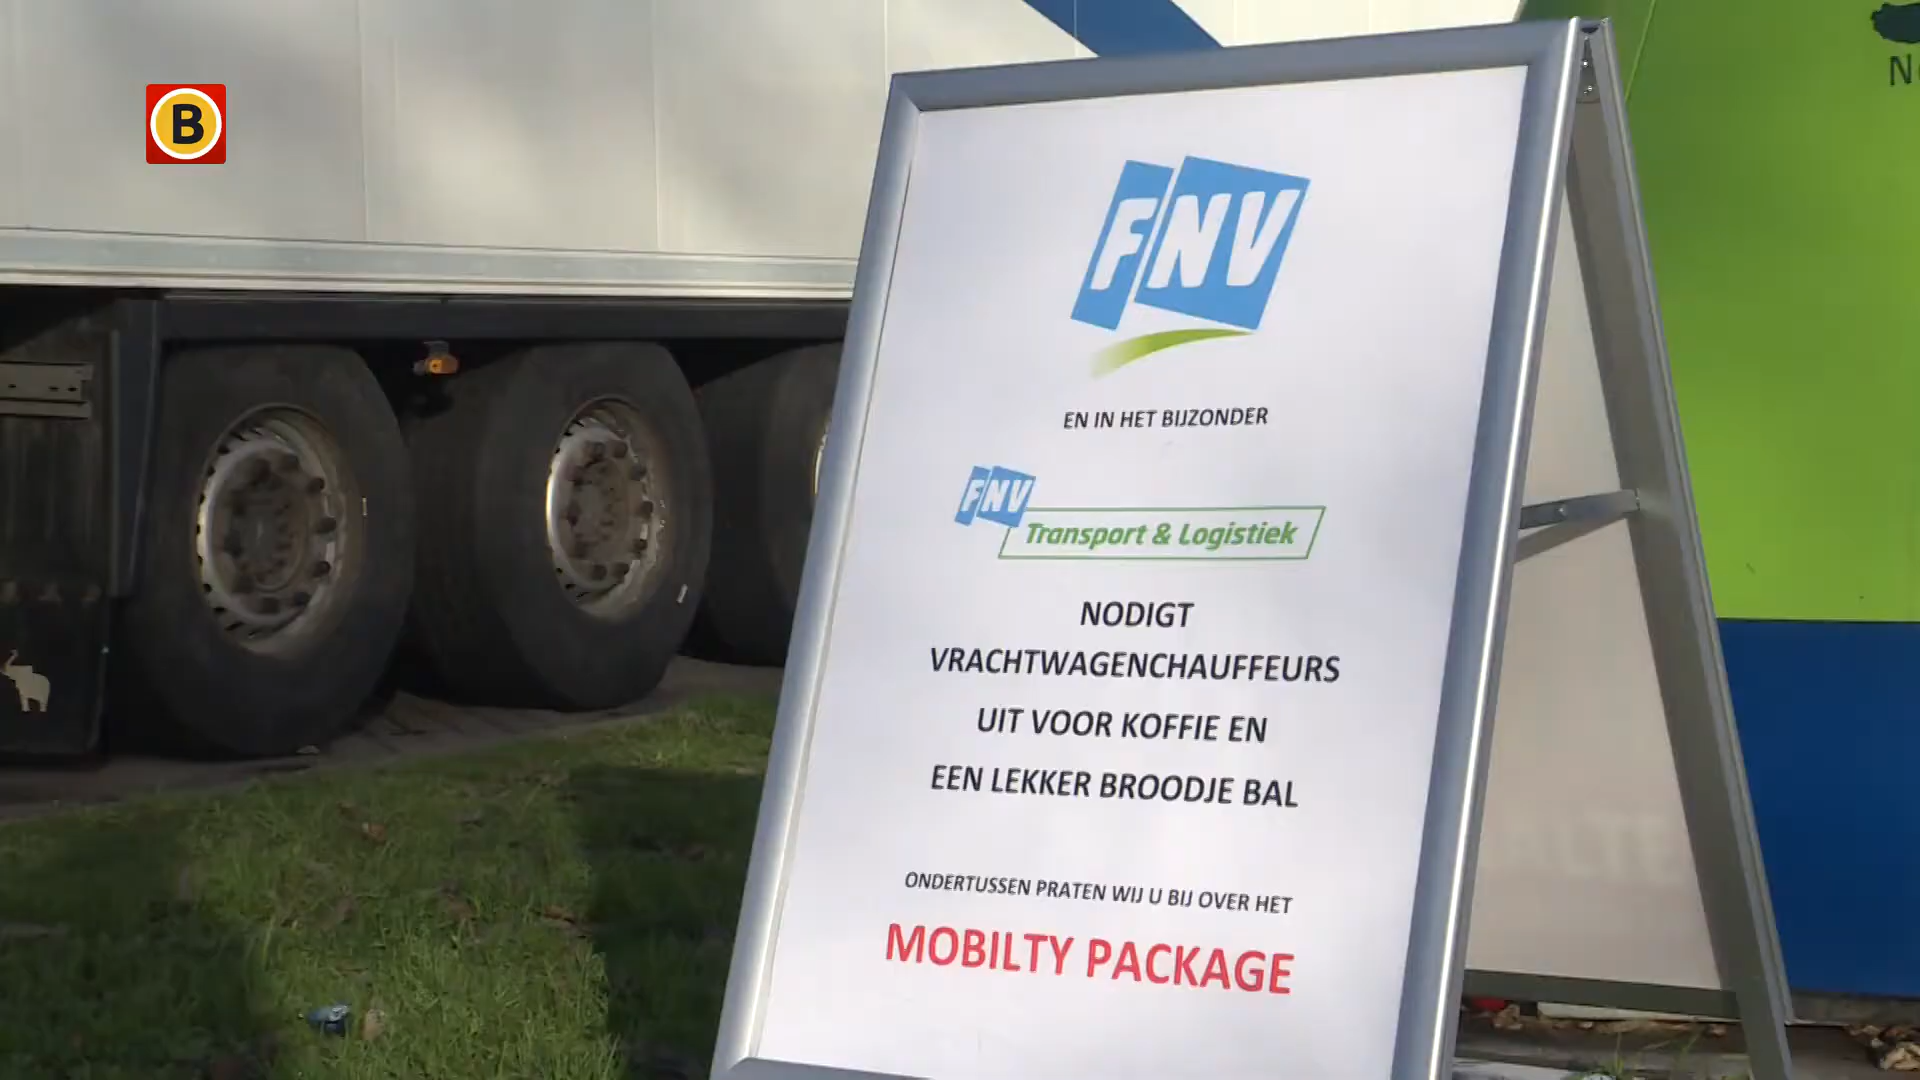 B
FNV
EN IN HET BIJZONDER
FNV
Transport & Logistiek
NODIGT
VRACHTWAGENCHAUFFEURS
UIT VOOR KOFFIE EN
EEN LEKKER BROODJE BAL
ONDERTUSSEN PRATEN WIJ U BIJ OVER HET
MOBILTY PACKAGE